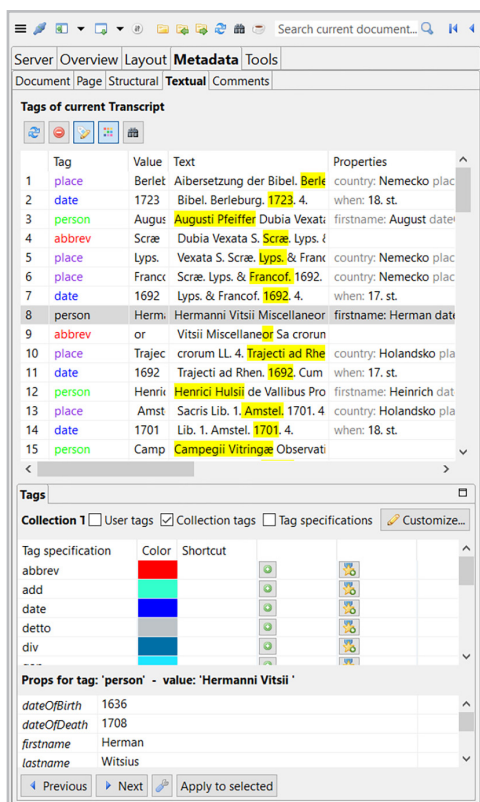 Search current document...
Server Overview Layout Metadata Tools
Document Page Structural Textual Comments
Tags of current Transcript
Tag Value Text Properties
1 place Berleb Aibersetzung der Bibel. Berle country: Nemecko plac
2 date 1723 Bibel. Berleburg. 1723. 4. when: 18. st.
3 person Augus Augusti Pfeiffer Dubia Vexata firstname: August date
4 abbrev Scræ Dubia Vexata S. Scræ. Lyps. &
5 place Lyps. Vexata S. Scræ. Lyps. & Franc country: Nemecko plac
6 place Franco Scræ. Lyps. & Francof. 1692. country: Nemecko plac
7 date 1692 Lyps. & Francof. 1692. 4. when: 17. st.
8 person Herma Hermanni Vitsii Miscellaneor firstname: Herman date
9 abbrev or Vitsii Miscellaneor Sa crorun
10 place Trajec crorum LL. 4. Trajecti ad Rhe country: Holandsko pla
11 date 1692 Trajecti ad Rhen. 1692. Cum when: 17. st.
12 person Henric Henrici Hulsii de Vallibus Pro firstname: Heinrich dat
13 place Amst Sacris Lib. 1. Amstel. 1701. 4 country: Holandsko pla
14 date 1701 Lib. 1. Amstel. 1701. 4. when: 18. st.
15 person Camp Campegii Vitringæ Observati
Tags
Collection T User tags Collection tags Tag specifications Customize...
Tag specification Color Shortcut
abbrev
add
date
detto
div
Props for tag: 'person' - value: 'Hermanni Vitsii '
dateOfBirth 1636
dateOfDeath 1708
firstname Herman
lastname Witsius
Previous Next Apply to selected